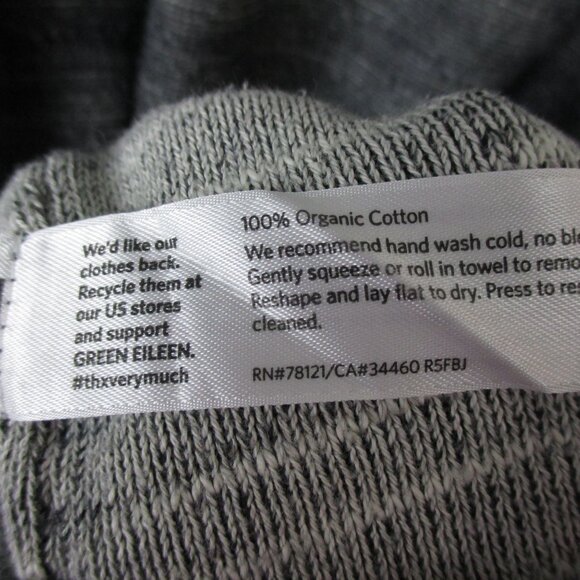 We'd like our
clothes back.
Recycle them at
our US stores
and support
GREEN EILEEN.
#thxverymuch
100% Organic Cotton
We recommend hand wash cold, no
Gently squeeze or roll in towel to
Reshape and lay flat to dry. Press to
cleaned.
RN#78121/CA#34460 R5FBJ